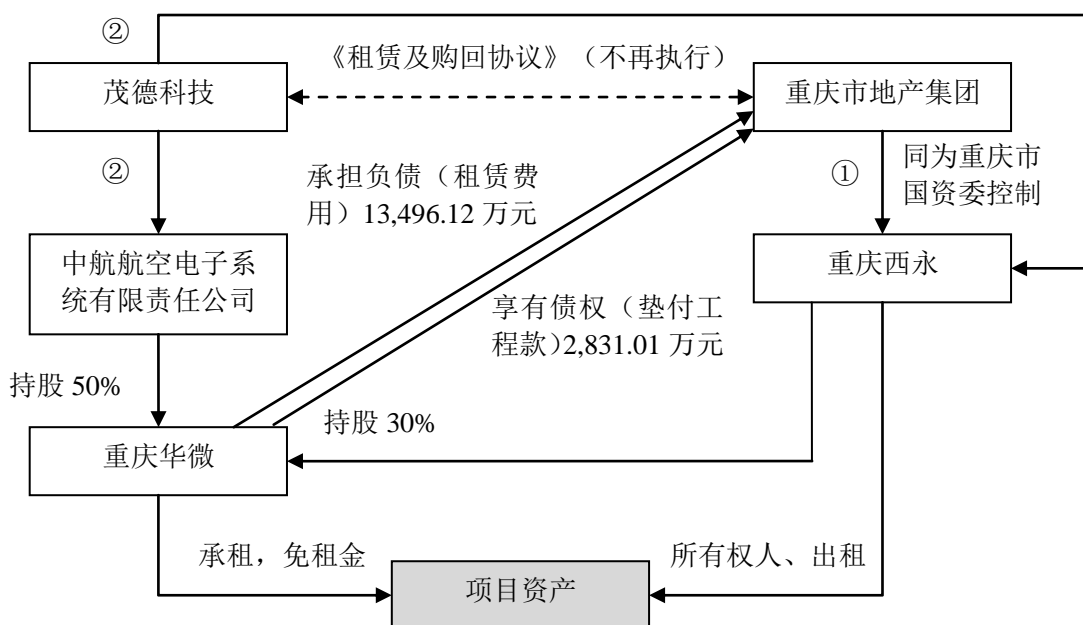 ②
《租赁及购回协议》（不再执行）
茂德科技
重庆市地产集团
②
承担负债（租赁费
用）13,496.12 万元
①
同为重庆市
国资委控制
中航航空电子系
统有限责任公司
重庆西永
享有债权（垫付工
程款）2,831.01 万元
持股 50%
持股 30%
重庆华微
承租，免租金
所有权人、出租
项目资产